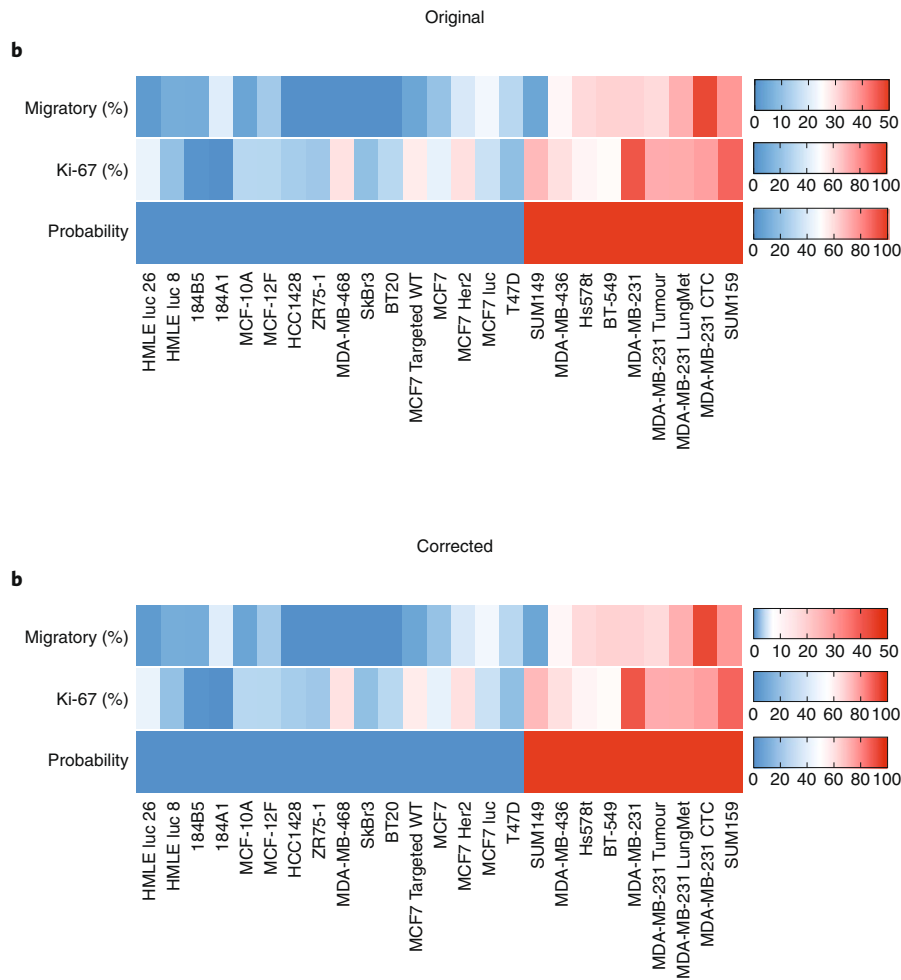 Original
b
Migratory (%)
0 10 20 30 40 50
Ki-67 (%)
0 20 40 60 80 100
Probability
0 20 40 60 80 100
HMLE luc 26
HMLE luc 8
184B5
184A1
MCF-10A
MCF-12F
HCC1428
ZR75-1
MDA-MB-468
SkBr3
BT20
MCF7 Targeted WT
MCF7
MCF7 Her2
MCF7 luc
T47D
SUM149
MDA-MB-436
Hs578t
BT-549
MDA-MB-231
MDA-MB-231 Tumour
MDA-MB-231 LungMet
MDA-MB-231 CTC
SUM159
Corrected
b
Migratory (%)
0 10 20 30 40 50
Ki-67 (%)
0 20 40 60 80 100
Probability
0 20 40 60 80 100
HMLE luc 26
HMLE luc 8
184B5
184A1
MCF-10A
MCF-12F
HCC1428
ZR75-1
MDA-MB-468
SkBr3
BT20
MCF7 Targeted WT
MCF7
MCF7 Her2
MCF7 luc
T47D
SUM149
MDA-MB-436
Hs578t
BT-549
MDA-MB-231
MDA-MB-231 Tumour
MDA-MB-231 LungMet
MDA-MB-231 CTC
SUM159